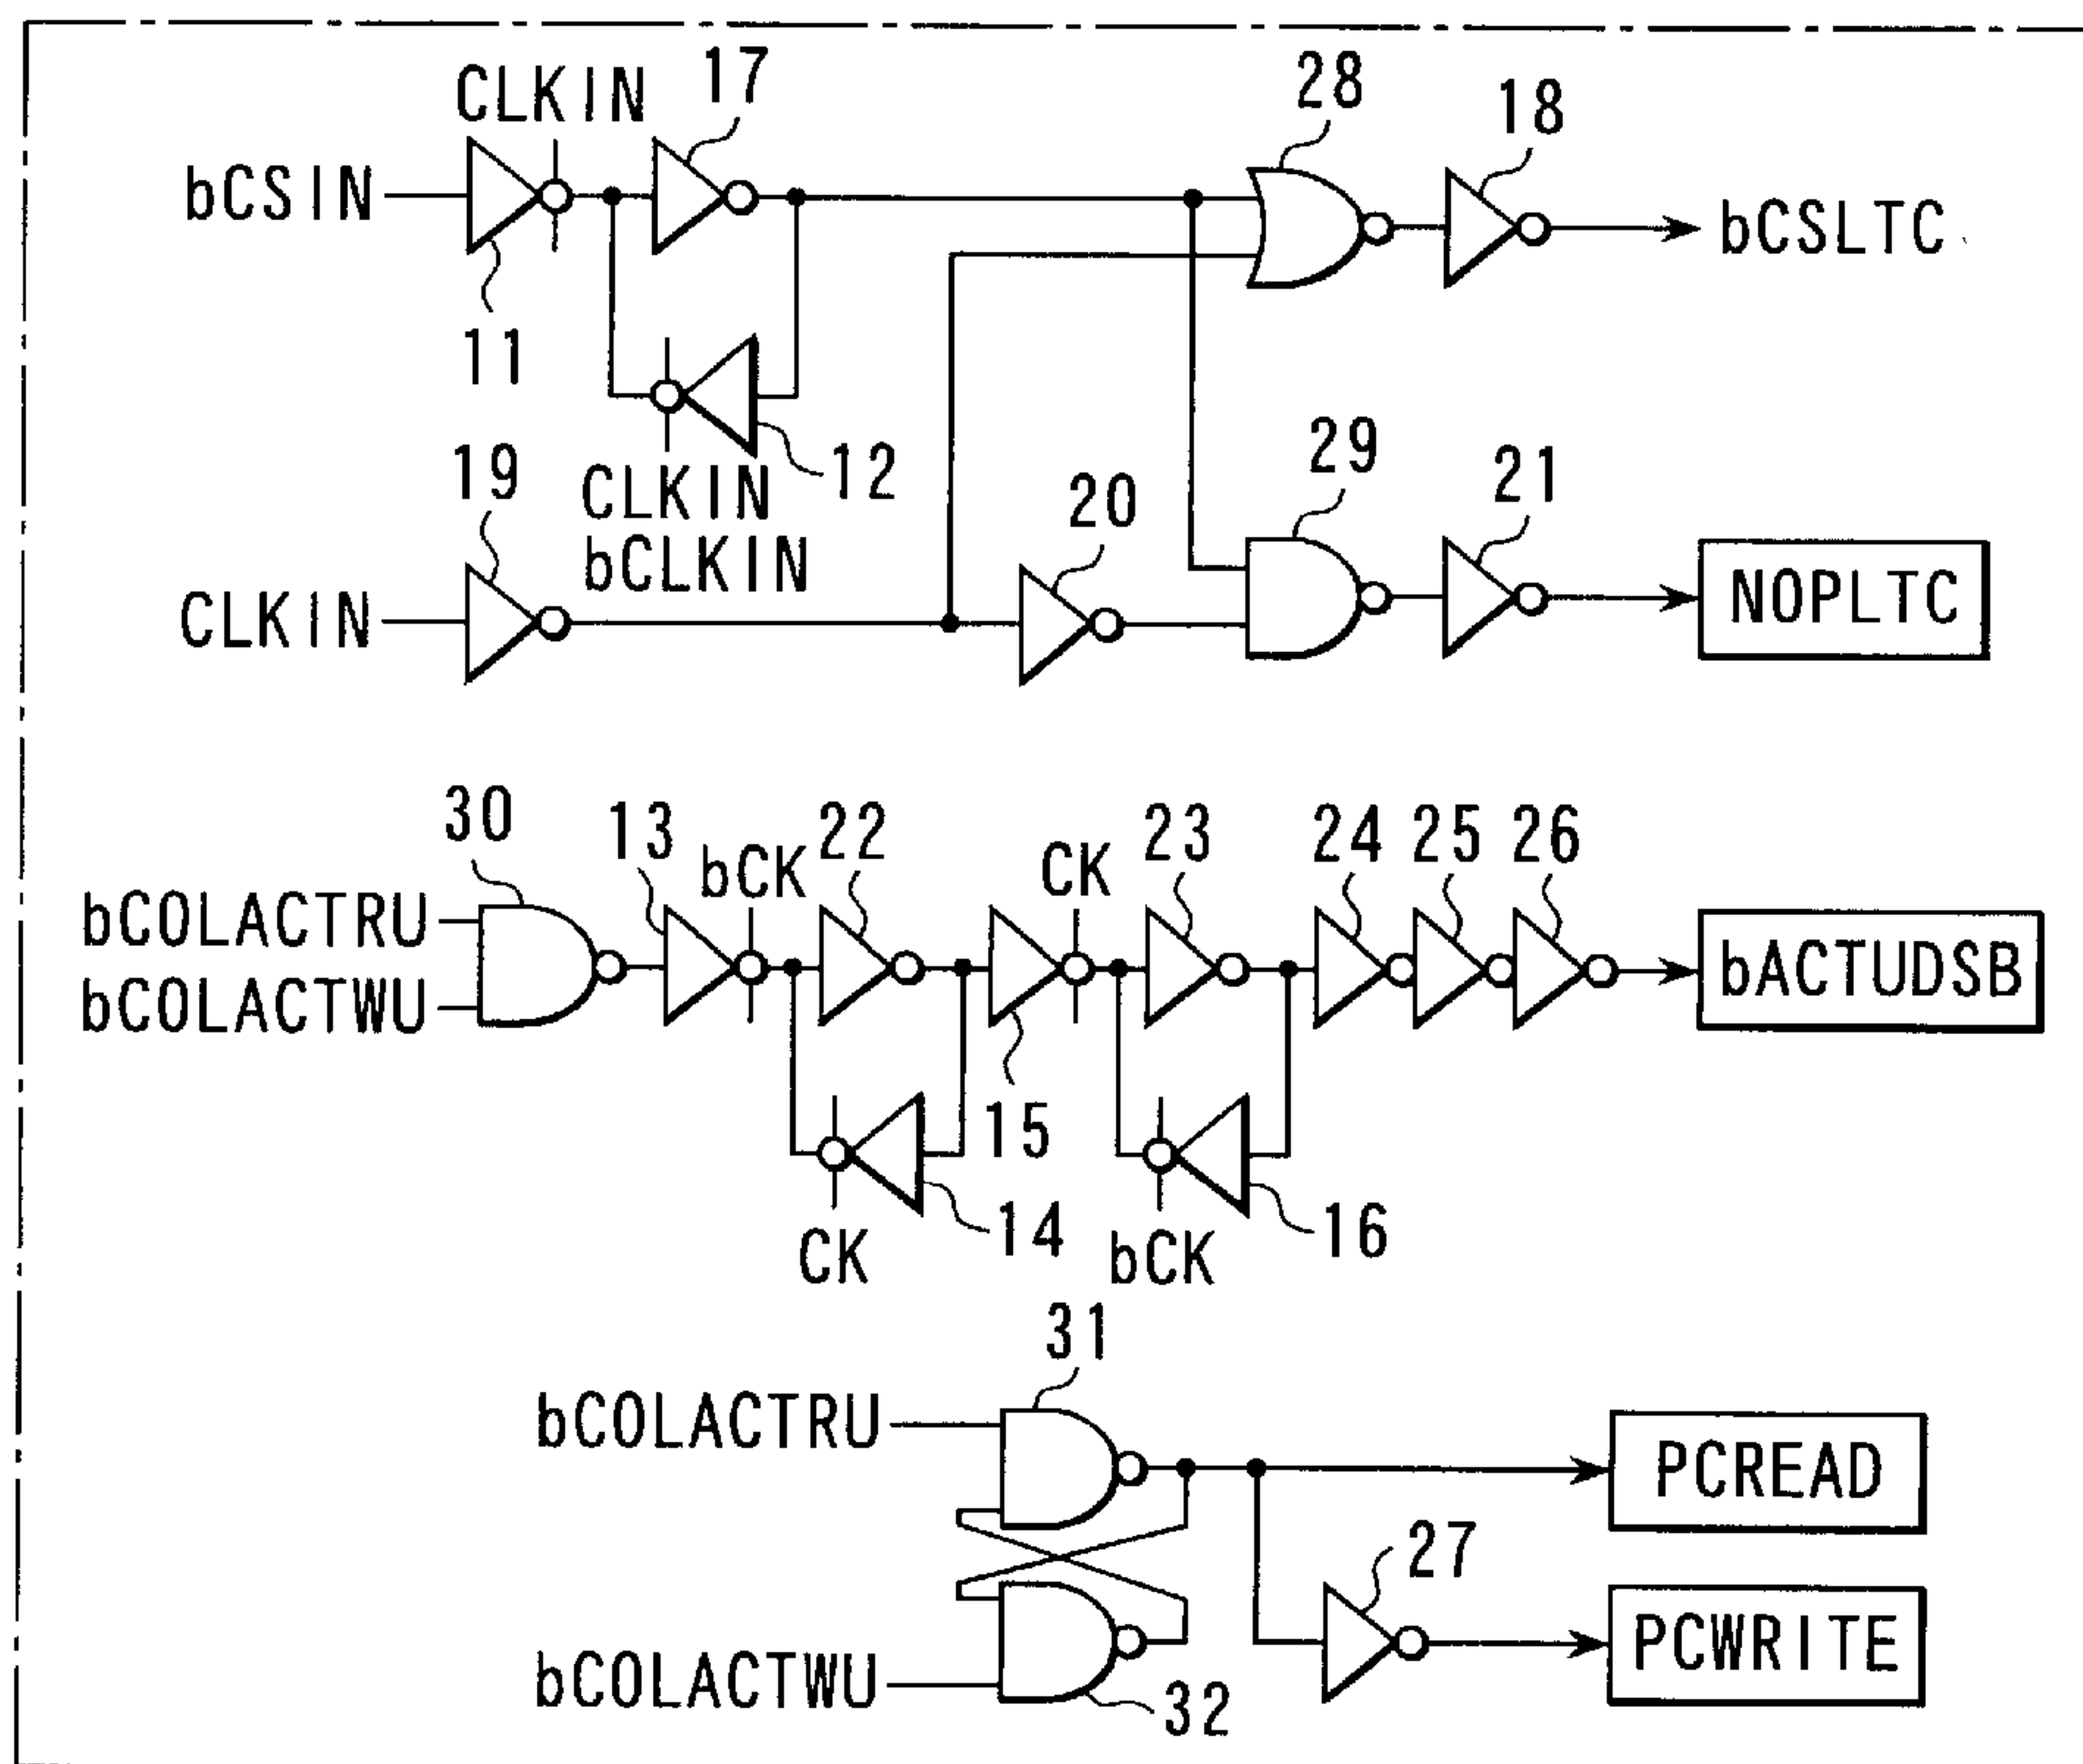 CLKIN
17
28
18
bCSIN
bCSLTC
11
19
12
29
21
CLKIN
bCLKIN
20
CLKIN
NOPLTC
30
13
bCK
22
CK
23
24
25
26
bCOLACTRU
bACTUDSB
bCOLACTWU
15
14
16
CK
bCK
31
bCOLACTRU
PCREAD
27
PCWRITE
bCOLACTWU
32